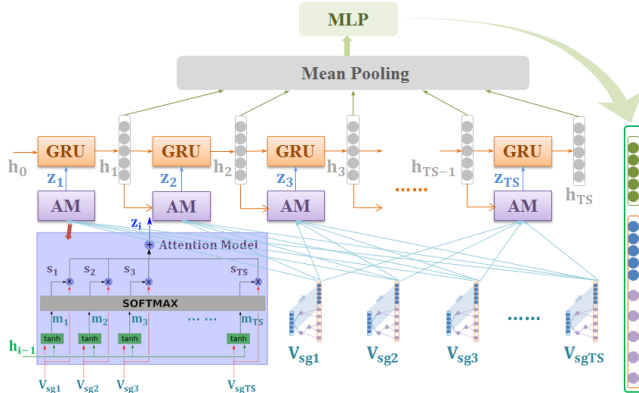 MLP
Mean Pooling
GRU GRU GRU GRU
h0 h1 h2 h3 hTS-1 hTS
z1 z2 z3 zTS
AM AM AM AM
......
zi
+ Attention Model
s1 s2 s3 sTS
x x x x
SOFTMAX
m1 m2 m3 ... ... mTS
tanh tanh tanh tanh
hi-1
Vsg1 Vsg2 Vsg3 VsgTS
Vsg1 Vsg2 Vsg3 ...... VsgTS